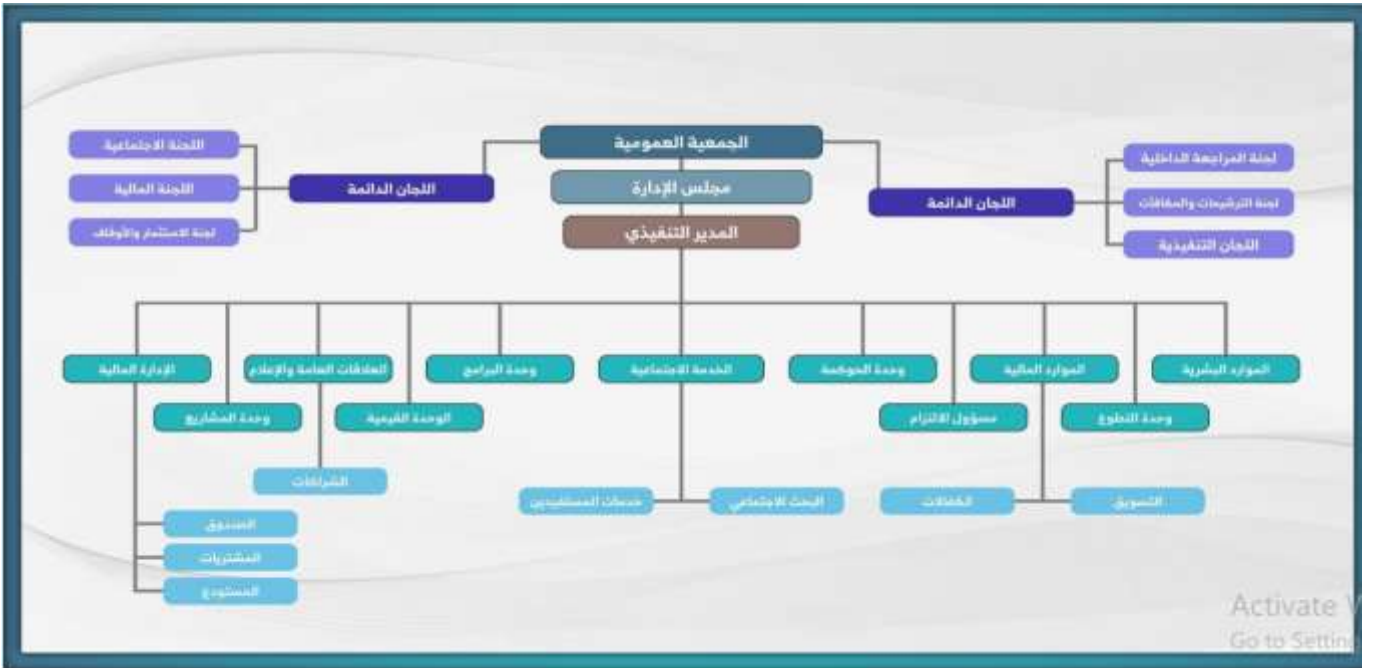 الجمعية العمومية
مجلس الإدارة
المدير التنفيذي
اللجان الدائمة
لجنة المراجعة الداخلية
لجنة الترشيحات والمكافآت
اللجان التنفيذية
اللجان الدائمة
اللجنة الاجتماعية
اللجنة المالية
لجنة الاستثمار والأوقاف
الموارد البشرية
الموارد المالية
وحدة الحوكمة
الخدمة الاجتماعية
وحدة البرامج
العلاقات العامة والإعلام
الإدارة المالية
وحدة التطوع
مسؤول الالتزام
الوحدة القيمية
وحدة المشاريع
الشراكات
التسويق
الكفالات
البحث الاجتماعي
خدمات المستفيدين
الصندوق
المشتريات
المستودع
Activate
Go to